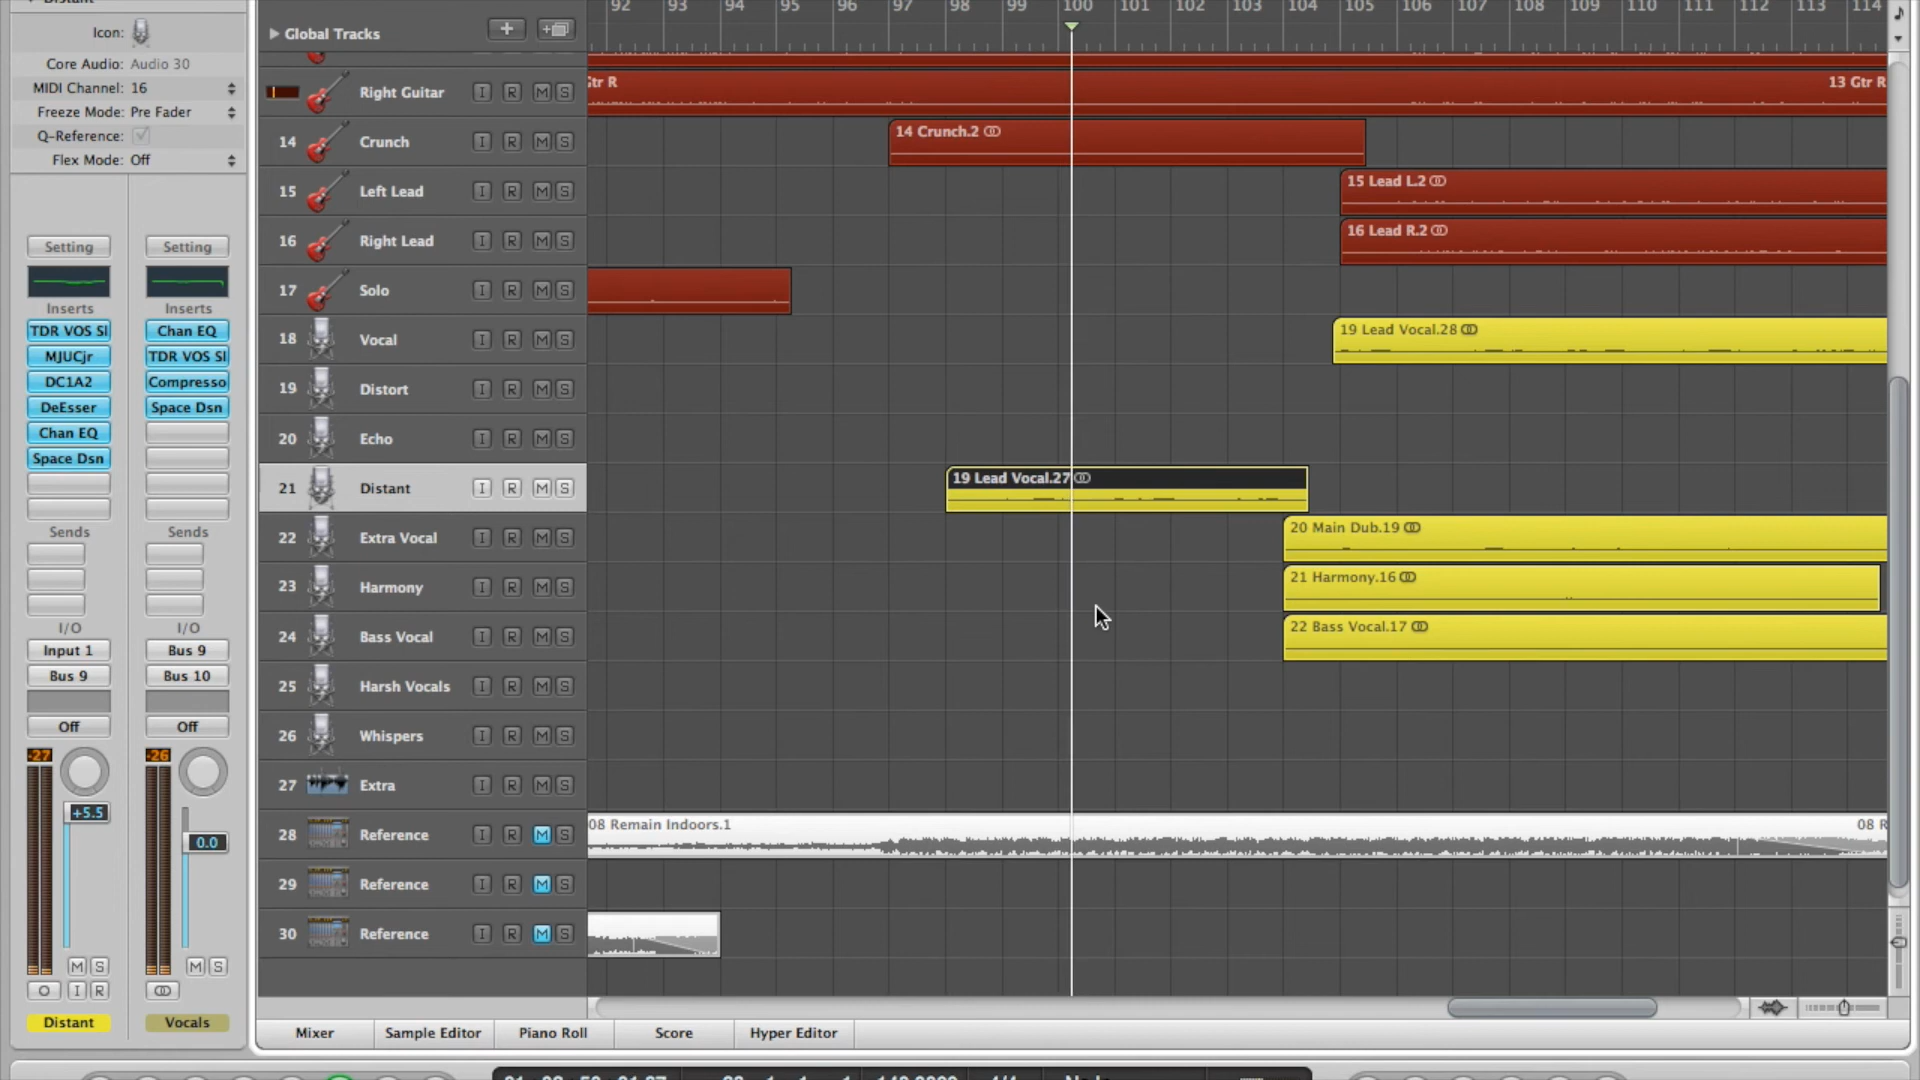 Distant
Icon:
Core Audio: Audio 30
MIDI Channel: 16
Freeze Mode: Pre Fader
Q-Reference:
Flex Mode: Off
Setting Setting
Inserts Inserts
TDR VOS Sl Chan EQ
MJUCjr TDR VOS Sl
DC1A2 Compresso
DeEsser Space Dsn
Chan EQ
Space Dsn
Sends Sends
I/O I/O
Input 1 Bus 9
Bus 9 Bus 10
Off Off
-27 -26
+5.5
0.0
M S M S
I R
Distant Vocals
Global Tracks
92 93 94 95 96 97 98 99 100 101 102 103 104 105 106 107 108 109 110 111 112 113 114
Right Guitar I R M S Gtr R 13 Gtr R
14 Crunch I R M S 14 Crunch.2
15 Left Lead I R M S 15 Lead L.2
16 Right Lead I R M S 16 Lead R.2
17 Solo I R M S
18 Vocal I R M S 19 Lead Vocal.28
19 Distort I R M S
20 Echo I R M S
21 Distant I R M S 19 Lead Vocal.27
22 Extra Vocal I R M S 20 Main Dub.19
23 Harmony I R M S 21 Harmony.16
24 Bass Vocal I R M S 22 Bass Vocal.17
25 Harsh Vocals I R M S
26 Whispers I R M S
27 Extra I R M S
28 Reference I R M S 08 Remain Indoors.1 08 R
29 Reference I R M S
30 Reference I R M S
Mixer Sample Editor Piano Roll Score Hyper Editor